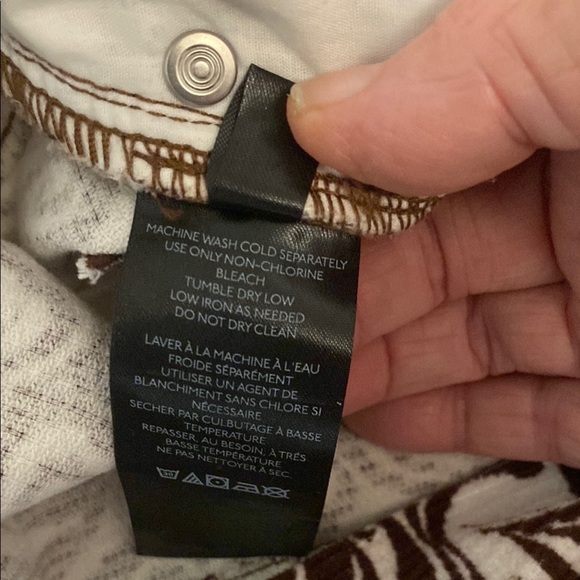 MACHINE WASH COLD SEPARATELY
USE ONLY NON-CHLORINE
BLEACH
TUMBLE DRY LOW
LOW IRON AS NEEDED
DO NOT DRY CLEAN
LAVER À LA MACHINE À L'EAU
FROIDE SÉPARÉMENT
UTILISER UN AGENT DE
BLANCHIMENT SANS CHLORE SI
NÉCESSAIRE
SECHER PAR CULBUTAGE À BASSE
TEMPERATURE
REPASSER, AU BESOIN, À TRÈS
BASSE TEMPÉRATURE
NE PAS NETTOYER À SEC